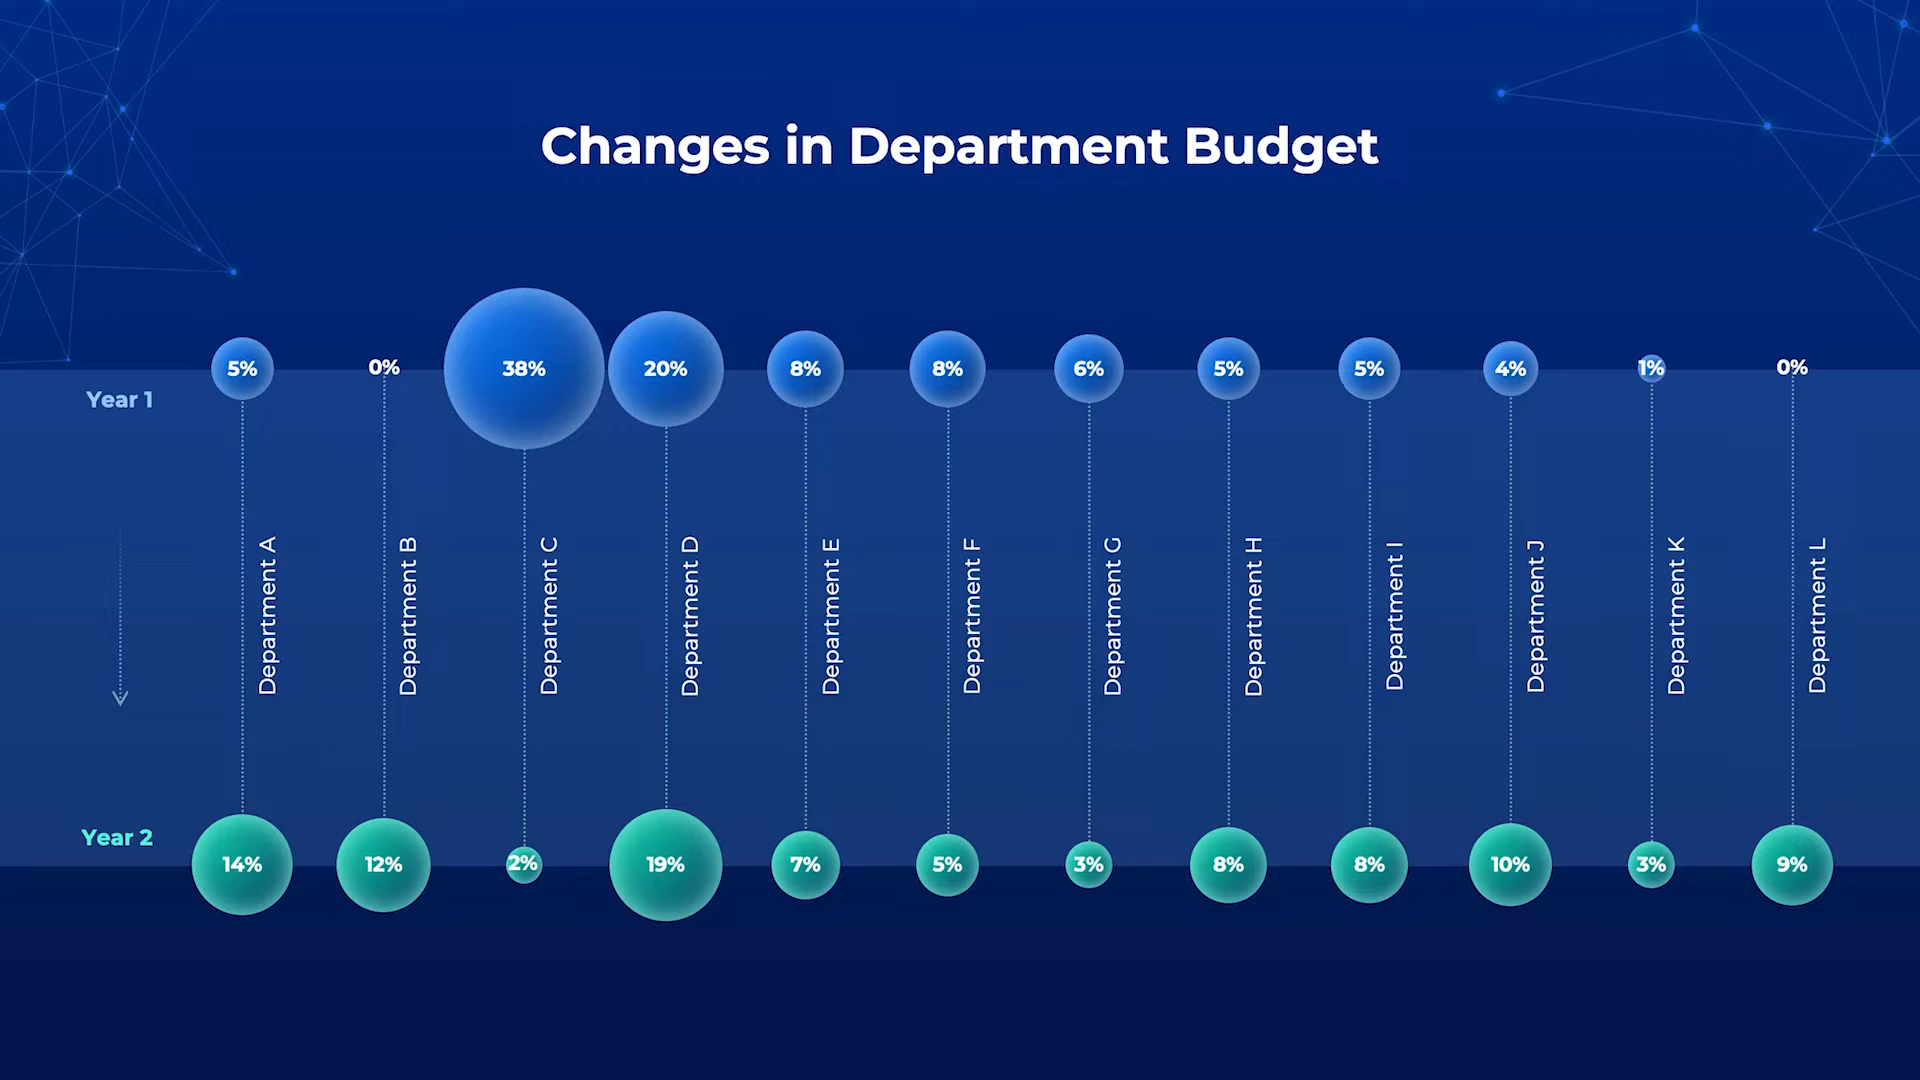 Changes in Department Budget
5% 0% 38% 20% 8% 8% 6% 5% 5% 4% 1% 0%
Year 1
Department A
Department B
Department C
Department D
Department E
Department F
Department G
Department H
Department I
Department J
Department K
Department L
Year 2
14% 12% 2% 19% 7% 5% 3% 8% 8% 10% 3% 9%